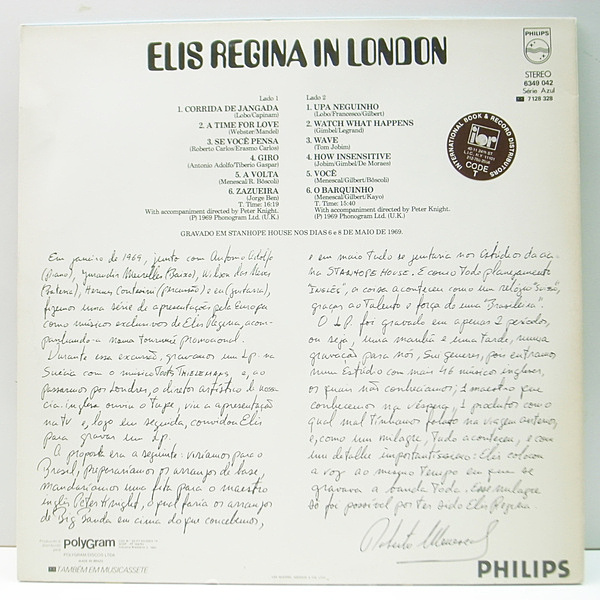 ELIS REGINA IN LONDON
PHILIPS
STEREO
6349 042
Série Azul
7128 328
Lado 1
1. CORRIDA DE JANGADA
(Lobo/Capinam)
2. A TIME FOR LOVE
(Webster/Mandel)
3. SE VOCÊ PENSA
(Roberto Carlos/Erasmo Carlos)
4. GIRO
(Antonio Adolfo/Tiberio Gaspar)
5. A VOLTA
(Menescal/R. Bôscoli)
6. ZAZUEIRA
(Jorge Ben)
T. Time: 16:19
With accompaniment directed by Peter Knight.
(P) 1969 Phonogram Ltd. (U.K.)
Lado 2
1. UPA NEGUINHO
(Lobo/Francesco/Gilbert)
2. WATCH WHAT HAPPENS
(Gimbel/Legrand)
3. WAVE
(Tom Jobim)
4. HOW INSENSITIVE
(Jobim/Gimbel/De Moraes)
5. VOCÊ
(Menescal/Gilbert/Bôscoli)
6. O BARQUINHO
(Menescal/Gilbert/Kayo)
T. Time: 15:40
With accompaniment directed by Peter Knight.
(P) 1969 Phonogram Ltd. (U.K.)
INTERNATIONAL BOOK & RECORD DISTRIBUTORS
ibr
CODE
GRAVADO EM STANHOPE HOUSE NOS DIAS 6 e 8 DE MAIO DE 1969.
Em janeiro de 1969, junto com Antonio Adolfo
(Piano), Jurandir Meirelles (Baixo), Wilson das Neves
(Bateria), Hermes Contesini (Percussão) e eu (guitarra),
fizemos uma série de apresentações pela Europa
como músicos exclusivos de Elis Regina, acom-
panhando-a numa tournée promocional.
Durante essa excursão, gravamos um Lp. na
Suécia com o músico Toots Thielemans e, ao
passarmos por Londres, o diretor artístico
cia. inglesa ouviu o tape, viu a apresentação
na TV e, logo em seguida, convidou Elis
para gravar um Lp.
A proposta era a seguinte: viríamos para o
Brasil, prepararíamos os arranjos de base,
mandaríamos uma fita para o maestro
inglês Peter Knight, o qual faria os arranjos
de Big Banda em cima do que concebemos,
e em maio tudo se juntaria nos Estúdios da
na STANHOPE HOUSE. E como todo planejamento
"INGLÊS", a coisa aconteceu como um relógio Suíço,
graças ao talento e força de uma "Brasileira".
O LP. foi gravado em apenas 2 períodos,
ou seja, uma manhã e uma tarde, numa
gravação para nós, Sui generis, pois entramos
num Estúdio com mais 46 músicos ingleses,
os quais não conhecíamos; 1 maestro que
conhecemos na véspera, 1 produtor com o
qual mal tínhamos falado na viagem anterior,
e, como um milagre, tudo aconteceu, e com
um detalhe importantíssimo: Elis colocou
a voz ao mesmo tempo em que se
gravava a banda toda. Esse milagre
só foi possível por ter sido Elis Regina.
Roberto Menescal
polyGram
POLYGRAM DISCOS LTDA
TAMBÉM EM MUSICASSETE
PHILIPS